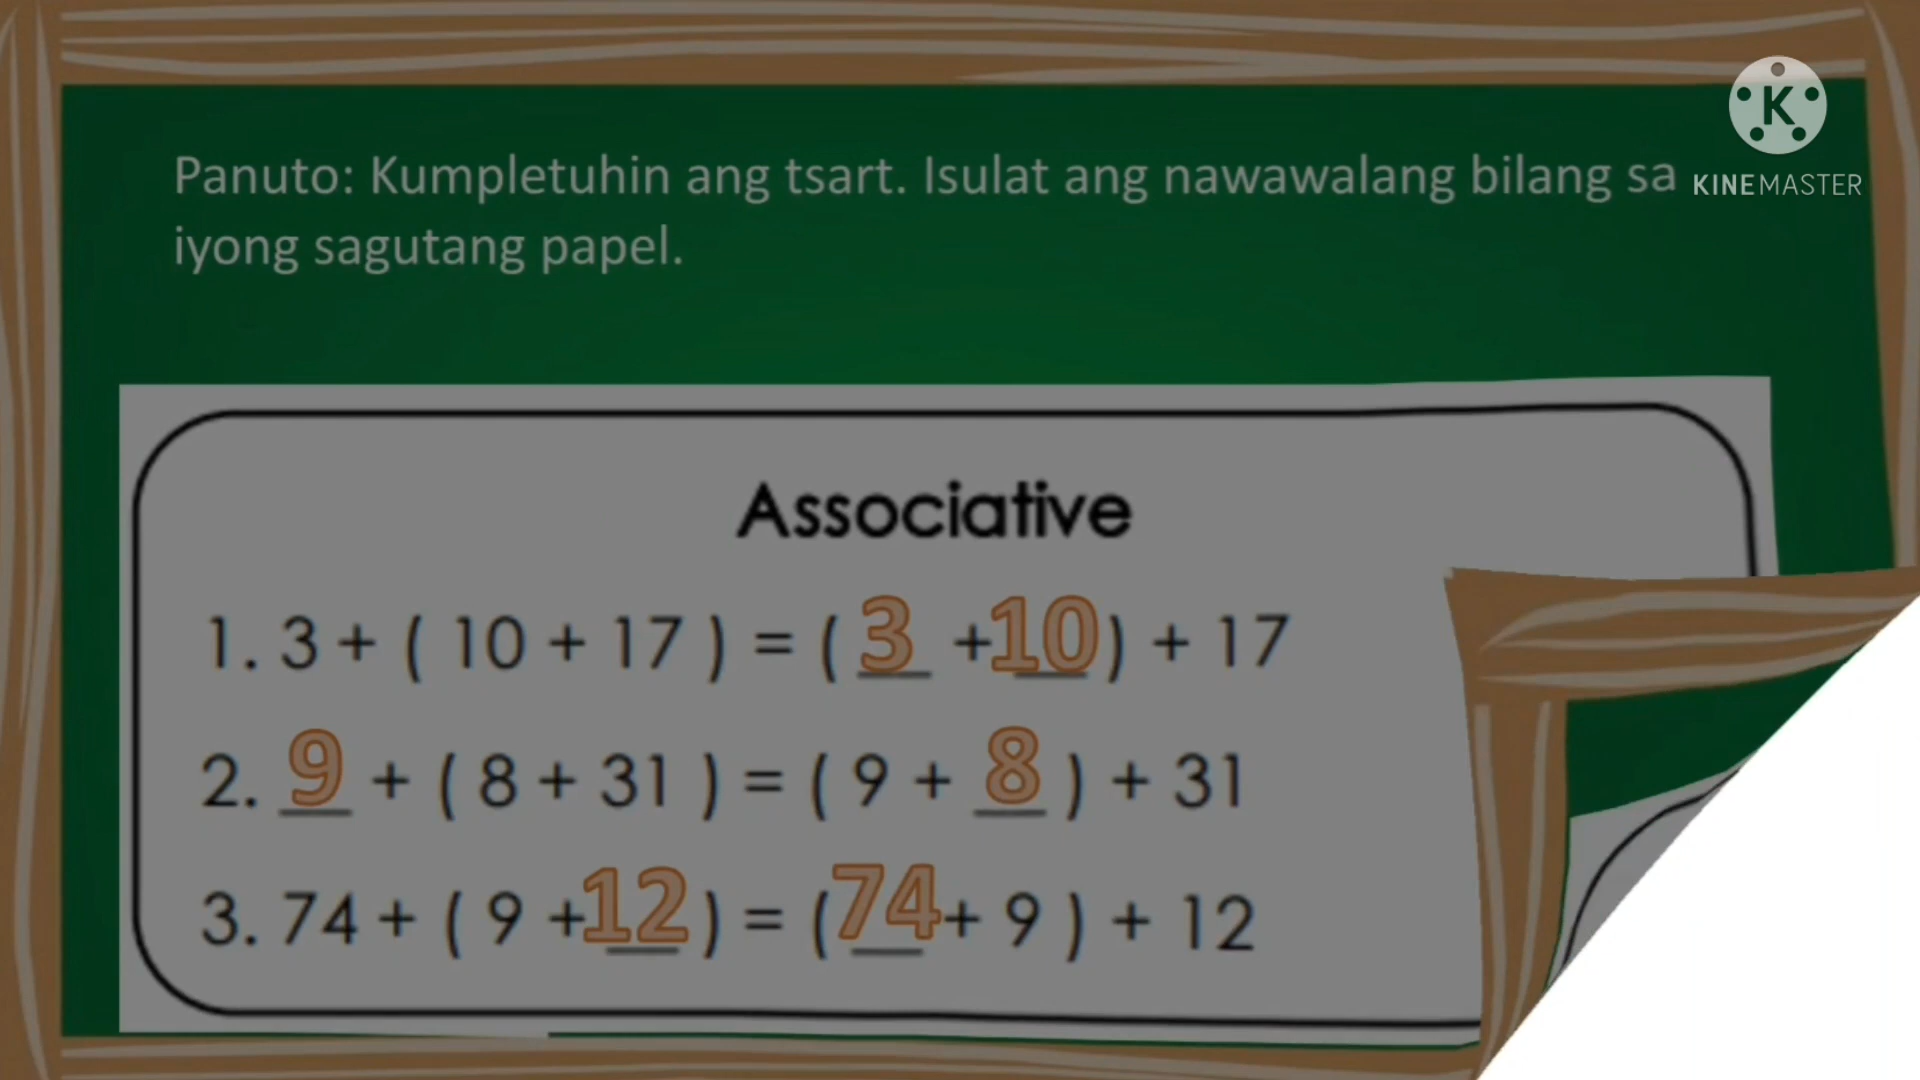 Panuto: Kumpletuhin ang tsart. Isulat ang nawawalang bilang sa
iyong sagutang papel.
K
KINEMASTER
Associative
1. 3 + ( 10 + 17 ) = ( 3 + 10 ) + 17
2. 9 + ( 8 + 31 ) = ( 9 + 8 ) + 31
3. 74 + ( 9 + 12 ) = ( 74 + 9 ) + 12